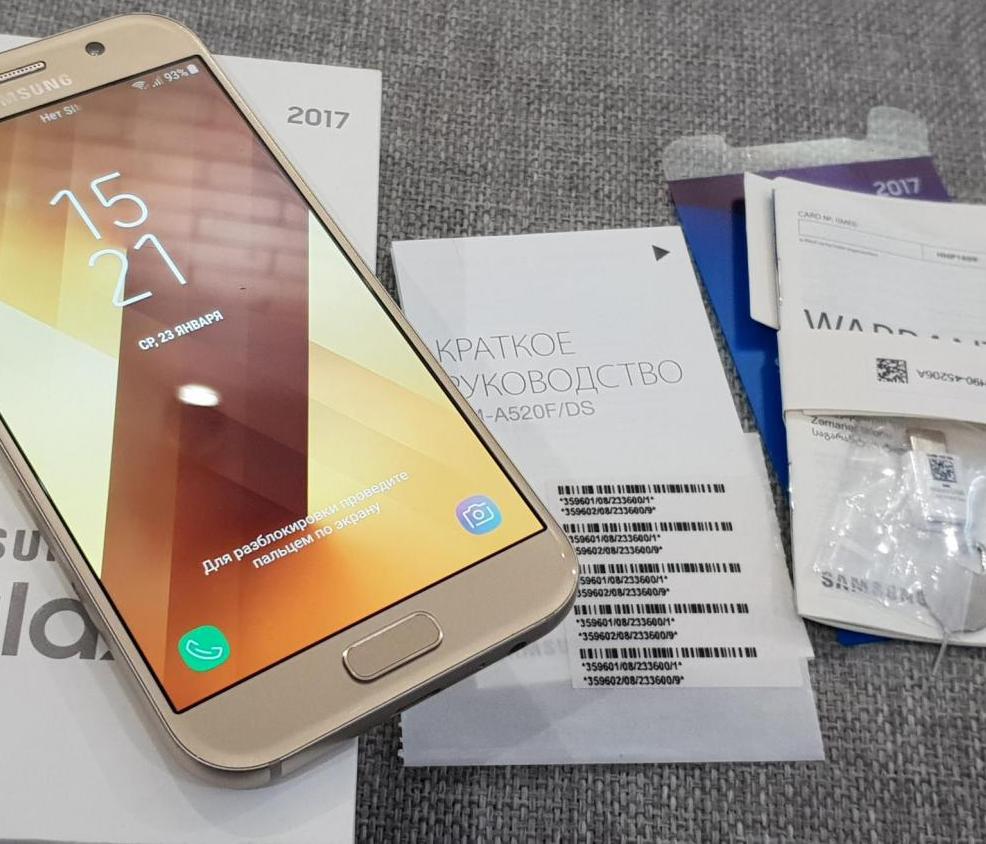 SAMSUNG
93%
Нет SI
15
21
СР, 23 ЯНВАРЯ
Для разблокировки проведите
пальцем по экрану
2017
КРАТКОЕ
РУКОВОДСТВО
-A520F/DS
*359601/08/233600/1*
*359602/08/233600/9*
359601/08/233600/1*
359602/08/233600/9*
359601/08/233600/1*
359602/08/233600/9*
*359601/08/233600/1*
*359602/08/233600/9*
*359601/08/233600/1*
*359602/08/233600/9*
2017
CARD №, (IMEI)
H90-45206A
SAMSUNG